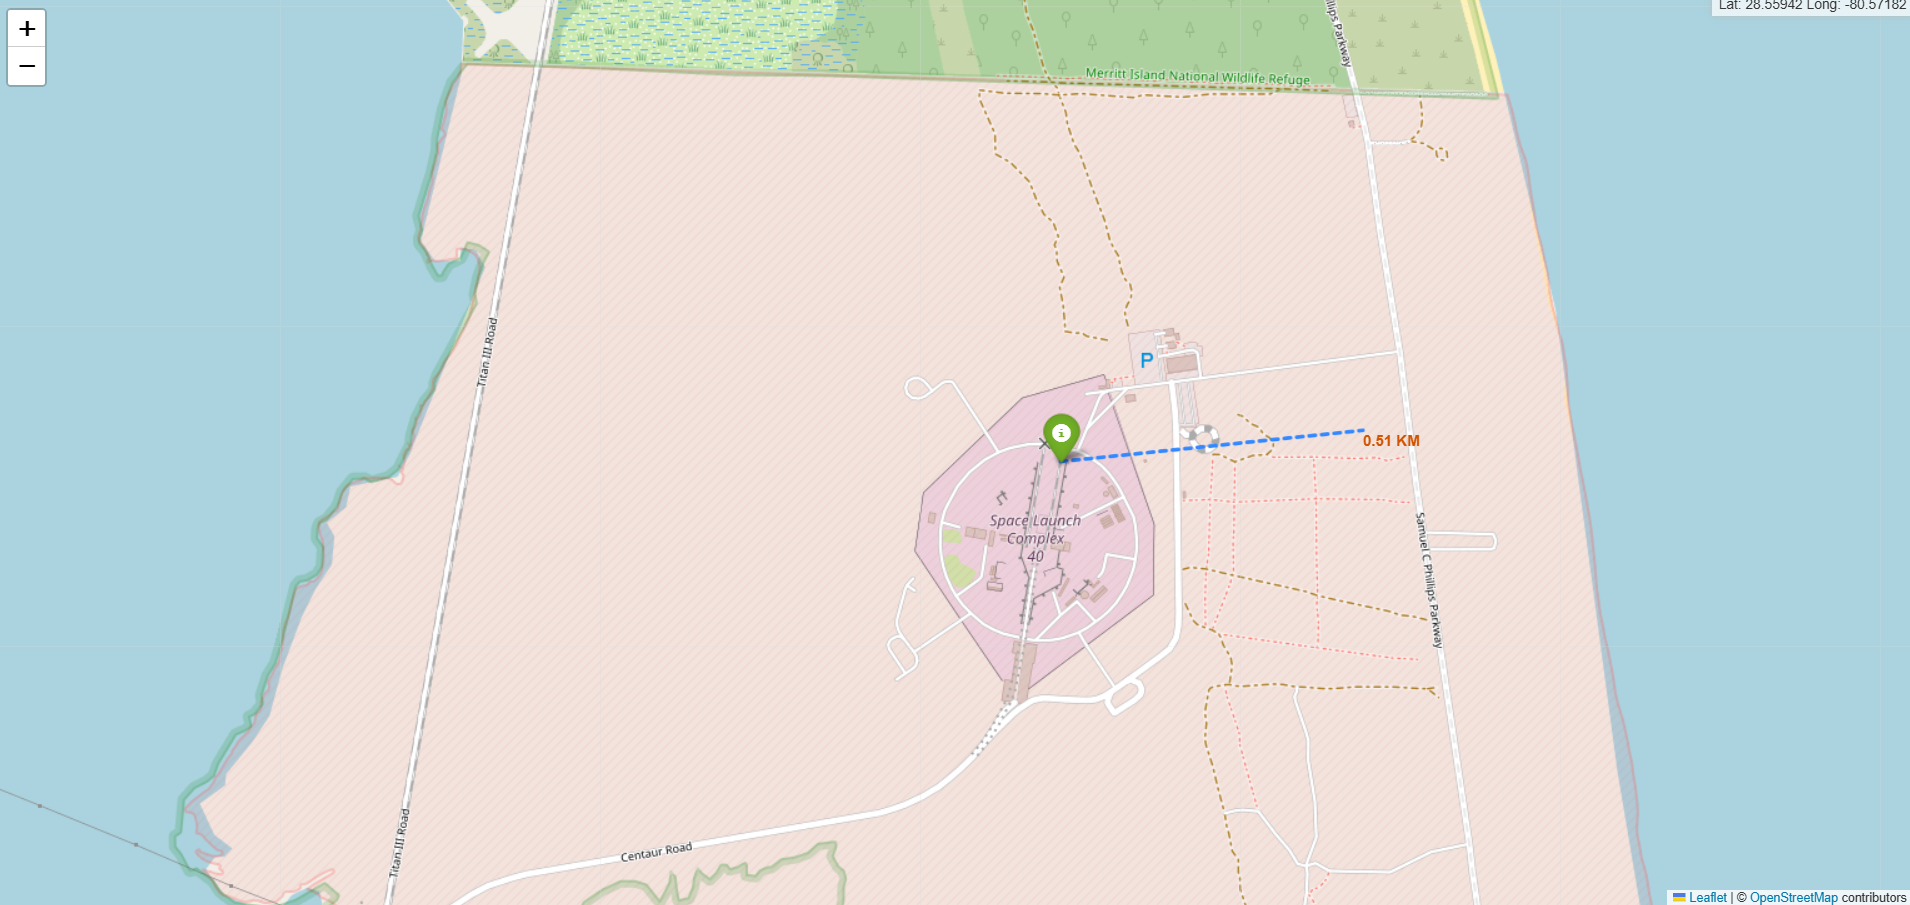 +
−
Lat: 28.55942 Long: -80.57182
Phillips Parkway
Merritt Island National Wildlife Refuge
Titan III Road
P
i
0.51 KM
Space Launch
Complex
40
Samuel C Phillips Parkway
Titan III Road
Centaur Road
Leaflet | © OpenStreetMap contributors